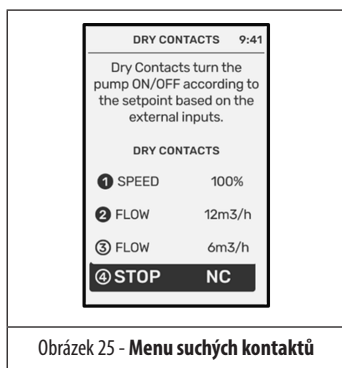 DRY CONTACTS 9:41
Dry Contacts turn the
pump ON/OFF according to
the setpoint based on the
external inputs.
DRY CONTACTS
1 SPEED 100%
2 FLOW 12m3/h
③ FLOW 6m3/h
④ STOP NC
Obrázek 25 - Menu suchých kontaktů